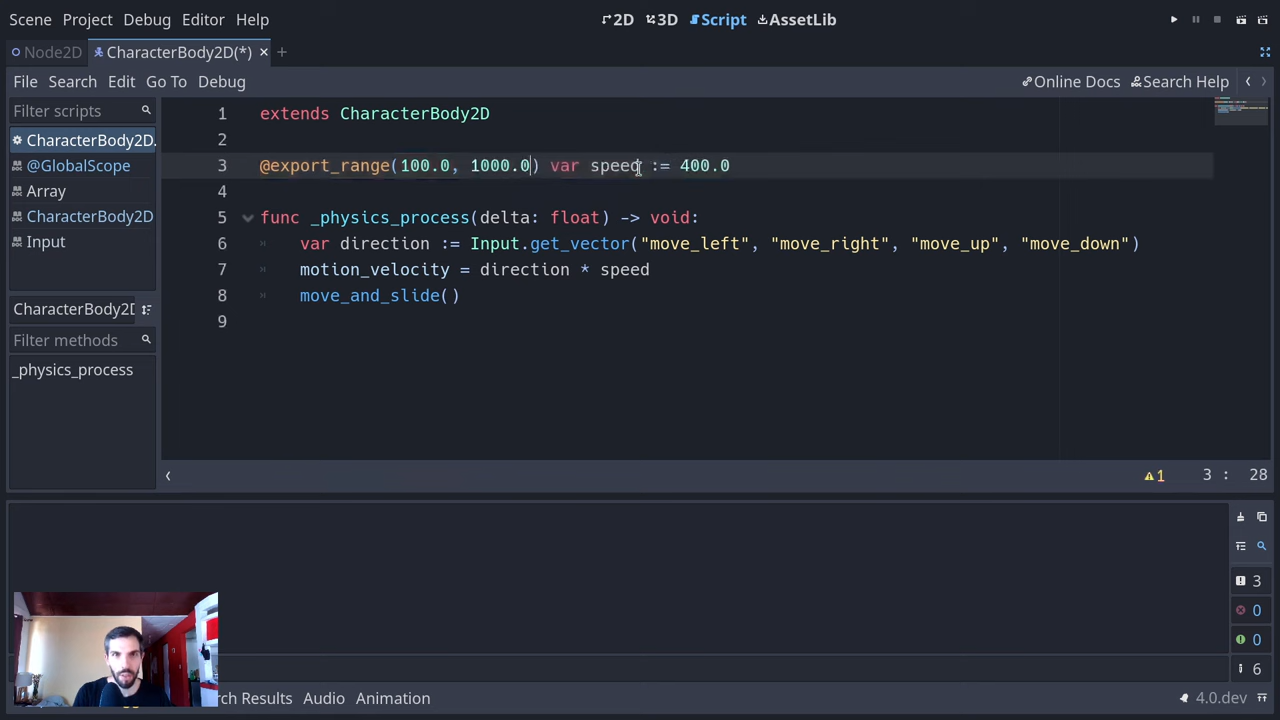 Scene Project Debug Editor Help 2D 3D Script AssetLib
Node2D CharacterBody2D(*) × +
File Search Edit Go To Debug Online Docs Search Help < >
Filter scripts
CharacterBody2D.
@GlobalScope
Array
CharacterBody2D
Input
CharacterBody2D
Filter methods
_physics_process
1 extends CharacterBody2D
2
3 @export_range(100.0, 1000.0) var speed := 400.0
4
5 func _physics_process(delta: float) -> void:
6 var direction := Input.get_vector("move_left", "move_right", "move_up", "move_down")
7 motion_velocity = direction * speed
8 move_and_slide()
9
1 3 : 28
3
0
0
6
rch Results Audio Animation 4.0.dev